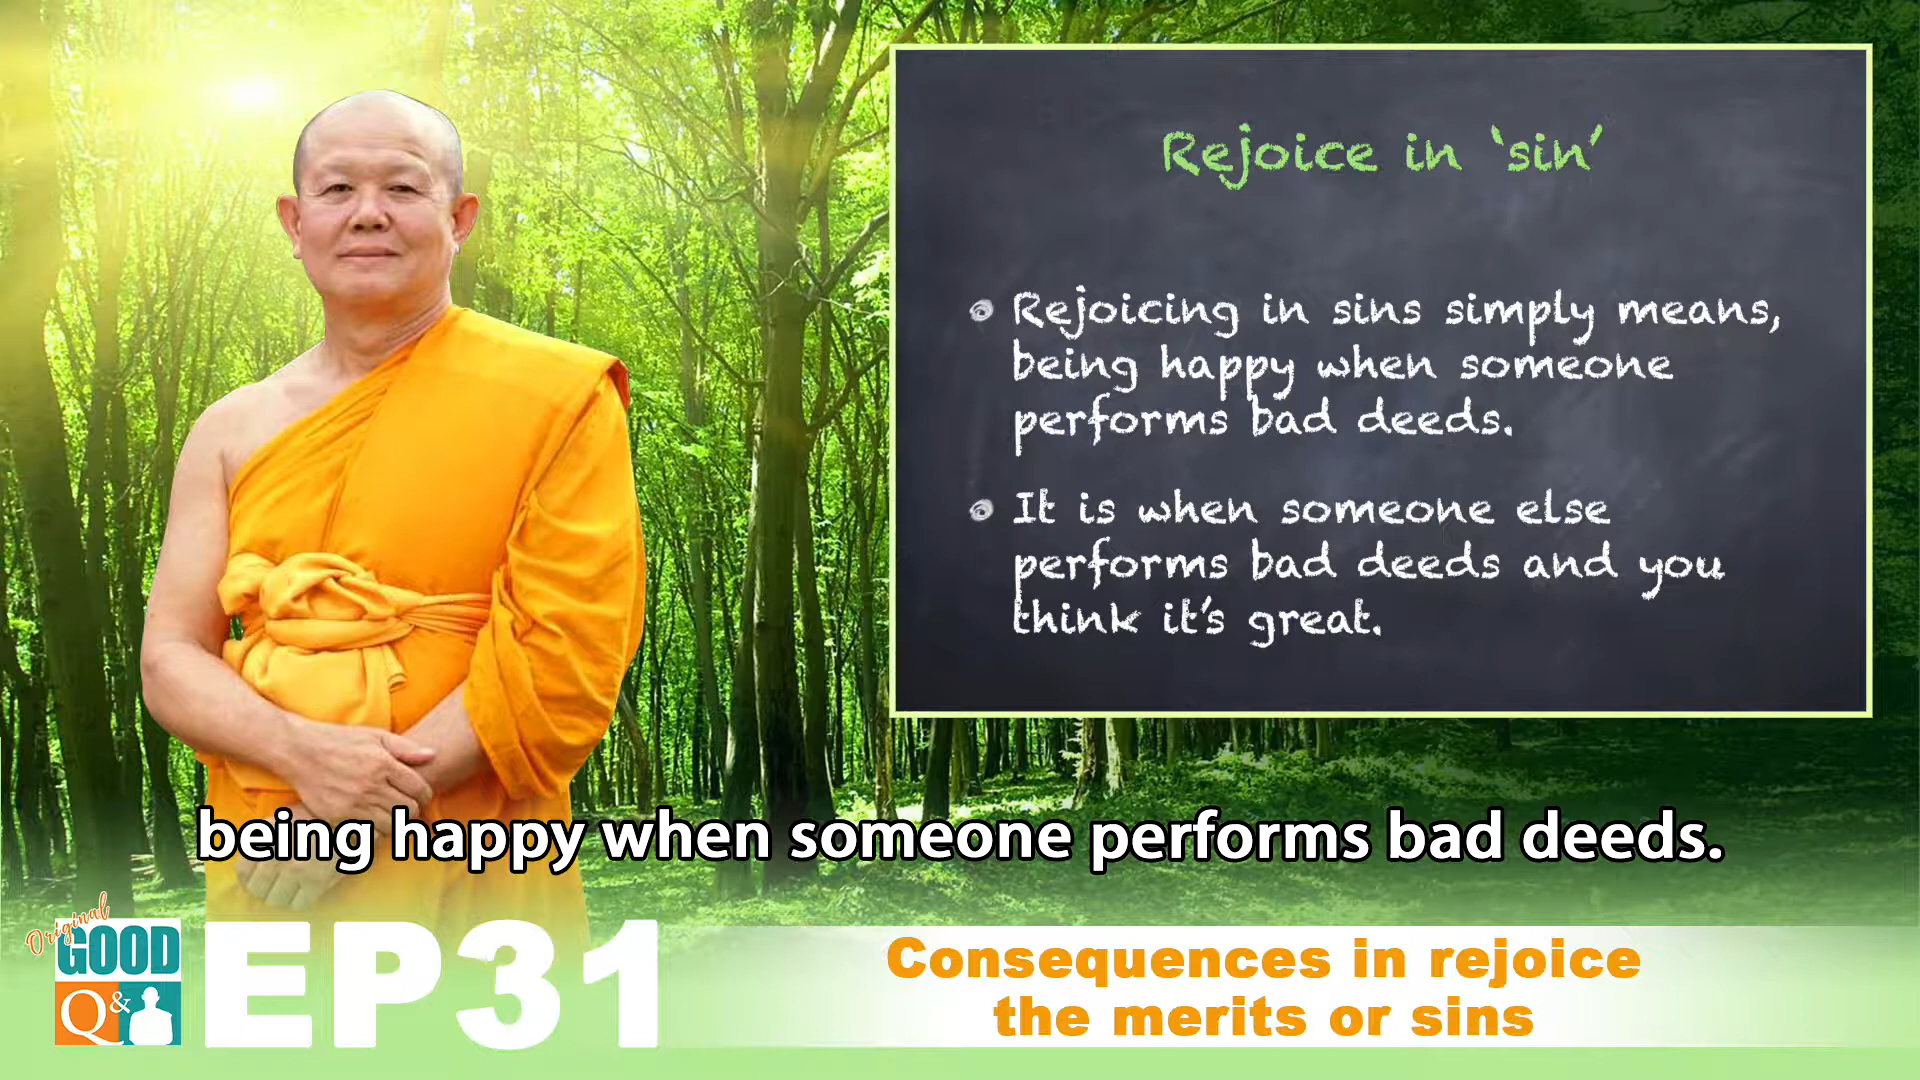 Rejoice in ‘sin’
Rejoicing in sins simply means,
being happy when someone
performs bad deeds.
It is when someone else
performs bad deeds and you
think it’s great.
being happy when someone performs bad deeds.
Original
GOOD
Q&
EP31
Consequences in rejoice
the merits or sins